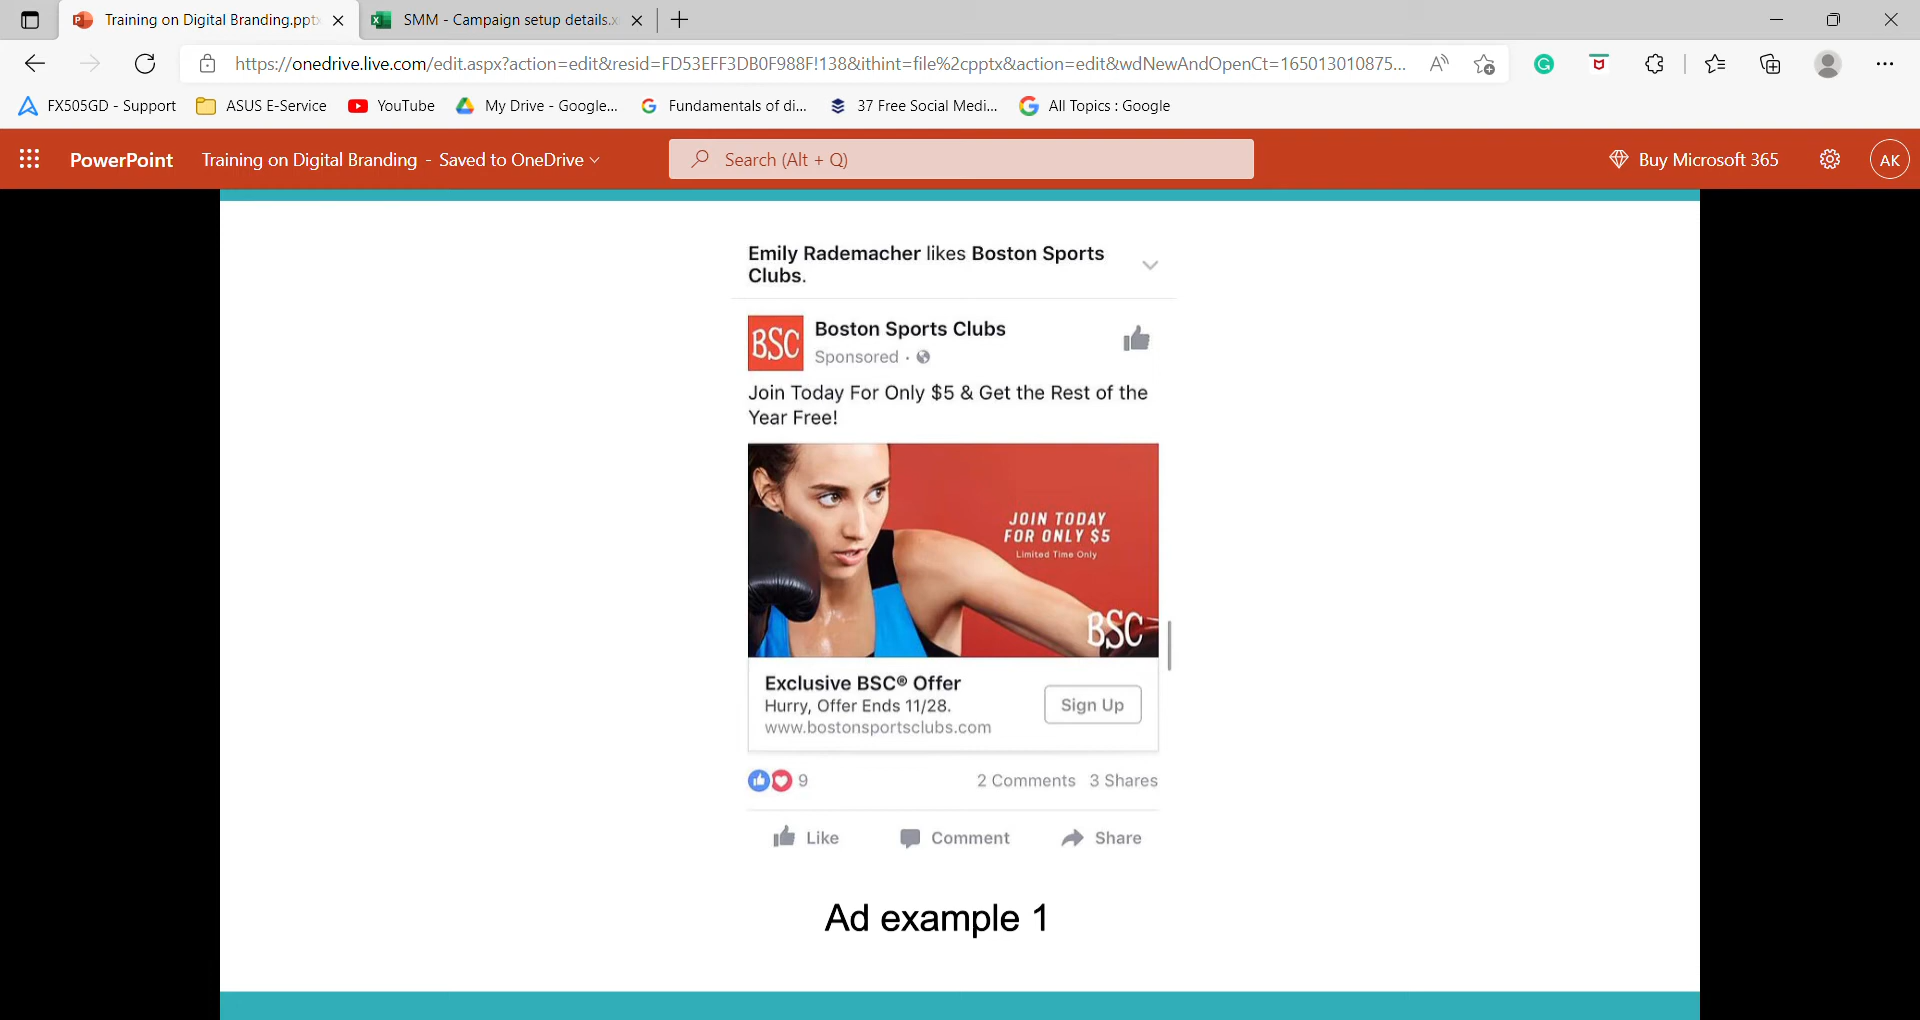 Training on Digital Branding.pptx
SMM - Campaign setup details.x
https://onedrive.live.com/edit.aspx?action=edit&resid=FD53EFF3DB0F988F!138&ithint=file%2cpptx&action=edit&wdNewAndOpenCt=165013010875...
FX505GD - Support
ASUS E-Service
YouTube
My Drive - Google...
Fundamentals of di...
37 Free Social Medi...
All Topics : Google
PowerPoint
Training on Digital Branding - Saved to OneDrive
Search (Alt + Q)
Buy Microsoft 365
AK
Emily Rademacher likes Boston Sports
Clubs.
BSC
Boston Sports Clubs
Sponsored ·
Join Today For Only $5 & Get the Rest of the
Year Free!
JOIN TODAY
FOR ONLY $5
Limited Time Only
BSC
Exclusive BSC® Offer
Hurry, Offer Ends 11/28.
www.bostonsportsclubs.com
Sign Up
9
2 Comments 3 Shares
Like
Comment
Share
Ad example 1